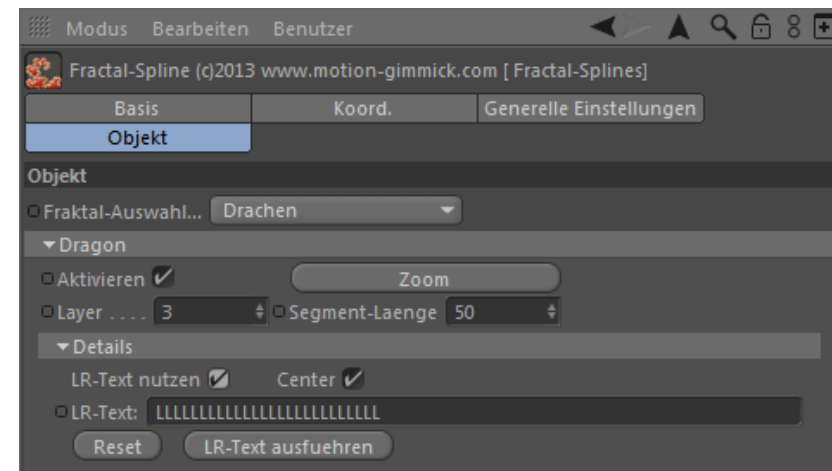 Modus Bearbeiten Benutzer
Fractal-Spline (c)2013 www.motion-gimmick.com [ Fractal-Splines]
Basis Koord. Generelle Einstellungen
Objekt
Objekt
Fraktal-Auswahl... Drachen
Dragon
Aktivieren Zoom
Layer .... 3 Segment-Laenge 50
Details
LR-Text nutzen Center
LR-Text: LLLLLLLLLLLLLLLLLLLLLLLLLL
Reset LR-Text ausfuehren